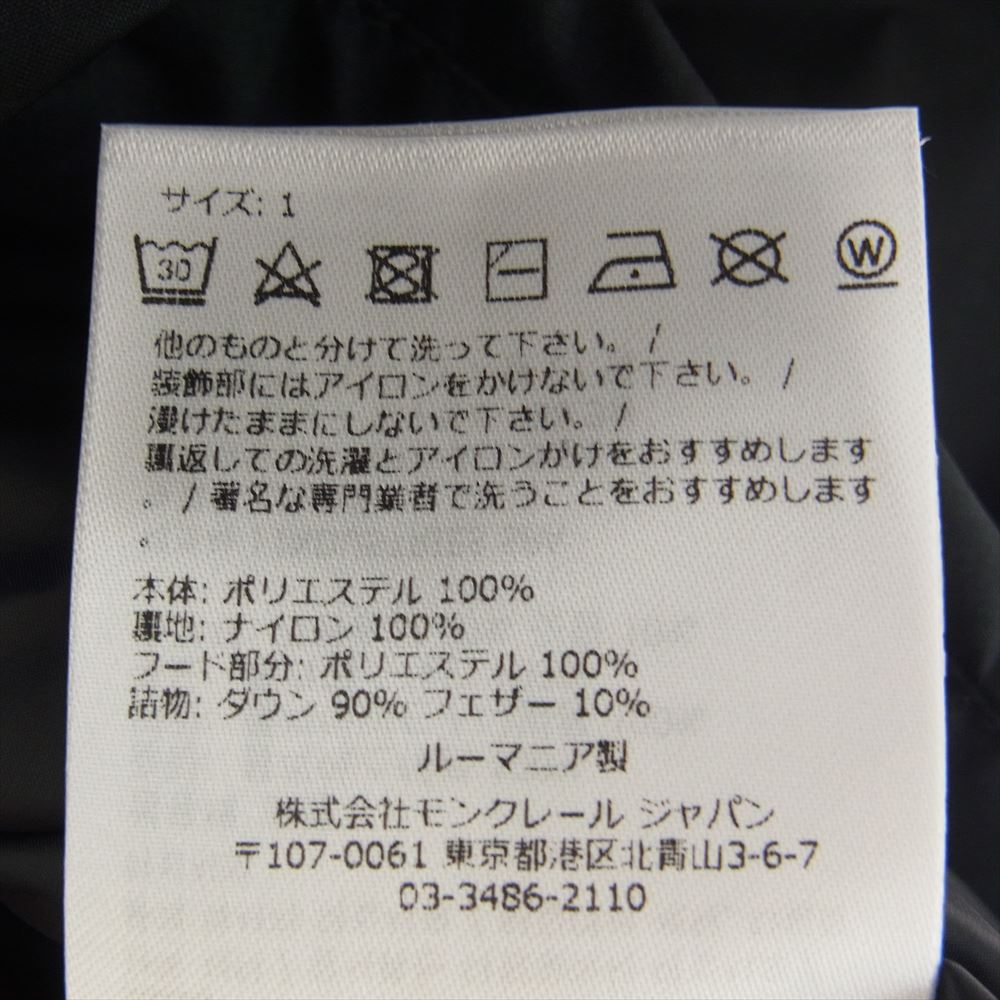 サイズ: 1
30 W
他のものと分けて洗って下さい。 /
装飾部にはアイロンをかけないで下さい。 /
浸けたままにしないで下さい。 /
裏返しての洗濯とアイロンがけをおすすめします
。 / 著名な専門業者で洗うことをおすすめします
。
本体: ポリエステル 100%
裏地: ナイロン 100%
フード部分: ポリエステル 100%
詰物: ダウン 90% フェザー 10%
ルーマニア製
株式会社モンクレール ジャパン
〒107-0061 東京都港区北青山3-6-7
03-3486-2110